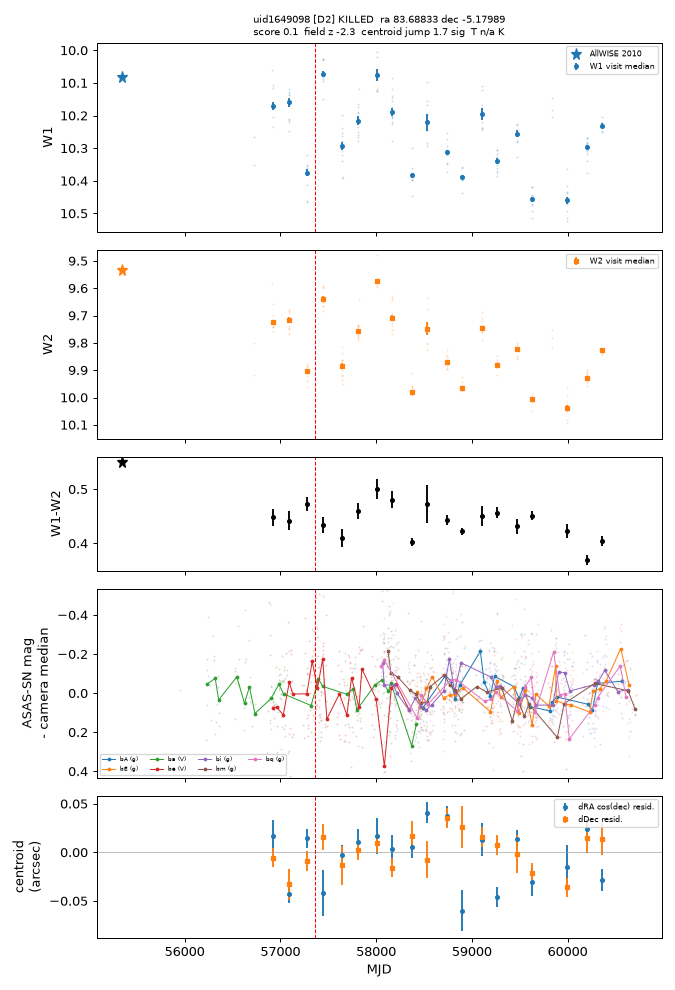 uid1649098 [D2] KILLED ra 83.68833 dec -5.17989
score 0.1 field z -2.3 centroid jump 1.7 sig T n/a K
10.0
10.1
10.2
10.3
10.4
10.5
W1
AllWISE 2010
W1 visit median
9.5
9.6
9.7
9.8
9.9
10.0
10.1
W2
W2 visit median
0.5
0.4
W1-W2
−0.4
−0.2
0.0
0.2
0.4
ASAS-SN mag
- camera median
bA (g)
bE (g)
ba (V)
be (V)
bi (g)
bm (g)
bq (g)
0.05
0.00
−0.05
centroid
(arcsec)
dRA cos(dec) resid.
dDec resid.
56000
57000
58000
59000
60000
MJD